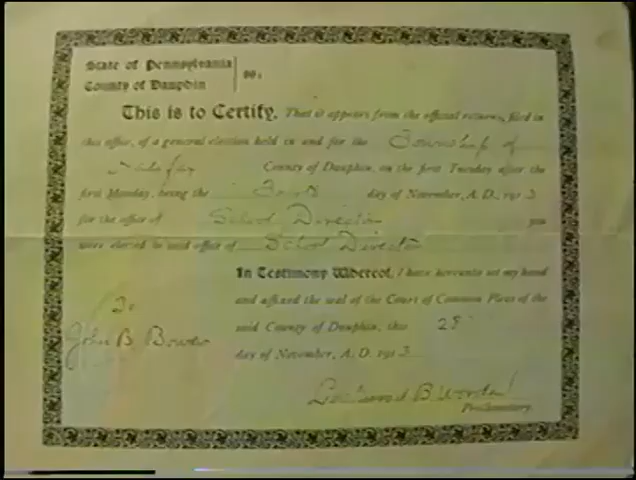 State of Pennsylvania
County of Dauphin
ss:
This is to Certify, That it appears from the official returns, filed in
this office, of a general election held in and for the Township of
Halifax County of Dauphin, on the first Tuesday after the
first Monday, being the Fourth day of November, A. D., 1913
for the office of School Director you
were elected to said office of School Director
In Testimony Whereof, I have hereunto set my hand
and affixed the seal of the Court of Common Pleas of the
said County of Dauphin, this 28
day of November, A. D. 1913
To
John B. Bowder
B. Worden
Prothonotary.